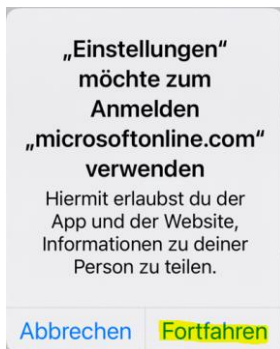 „Einstellungen“
möchte zum
Anmelden
„microsoftonline.com“
verwenden
Hiermit erlaubst du der
App und der Website,
Informationen zu deiner
Person zu teilen.
Abbrechen Fortfahren